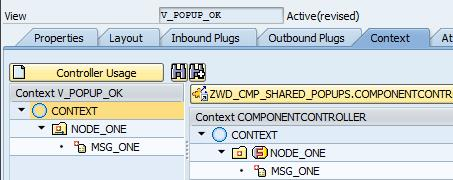 View V_POPUP_OK Active(revised)
Properties Layout Inbound Plugs Outbound Plugs Context
Controller Usage
Context V_POPUP_OK
CONTEXT
NODE_ONE
MSG_ONE
ZWD_CMP_SHARED_POPUPS.COMPONENTCONTR
Context COMPONENTCONTROLLER
CONTEXT
NODE_ONE
MSG_ONE